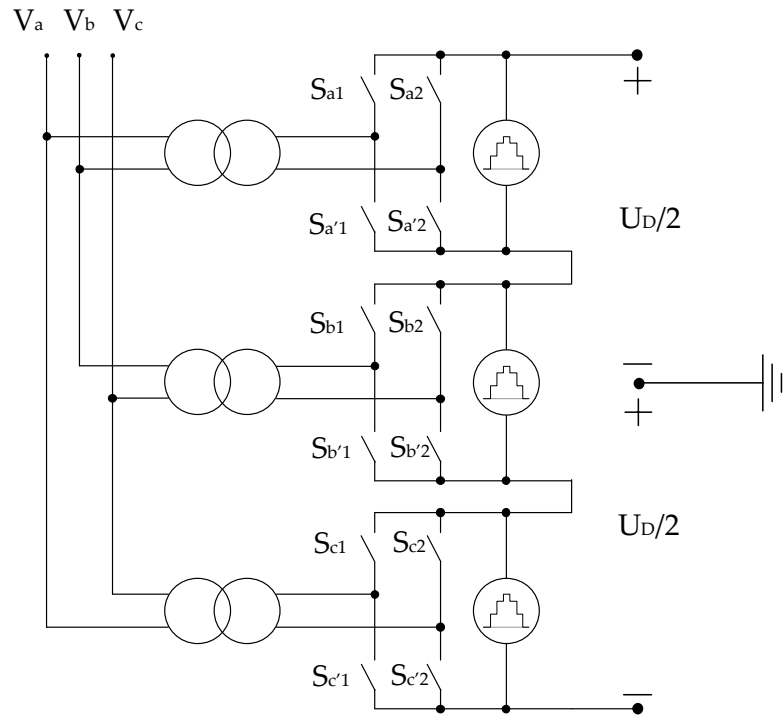 Va Vb Vc
Sa1 Sa2
+
Sa'1 Sa'2
UD/2
Sb1 Sb2
−
+
Sb'1 Sb'2
Sc1 Sc2
UD/2
Sc'1 Sc'2
−